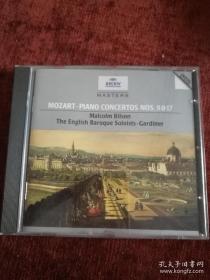 ARCHIV
MASTERS
MOZART·PIANO CONCERTOS NOS. 9 & 17
Malcolm Bilson
The English Baroque Soloists·Gardiner
孔夫子旧书网